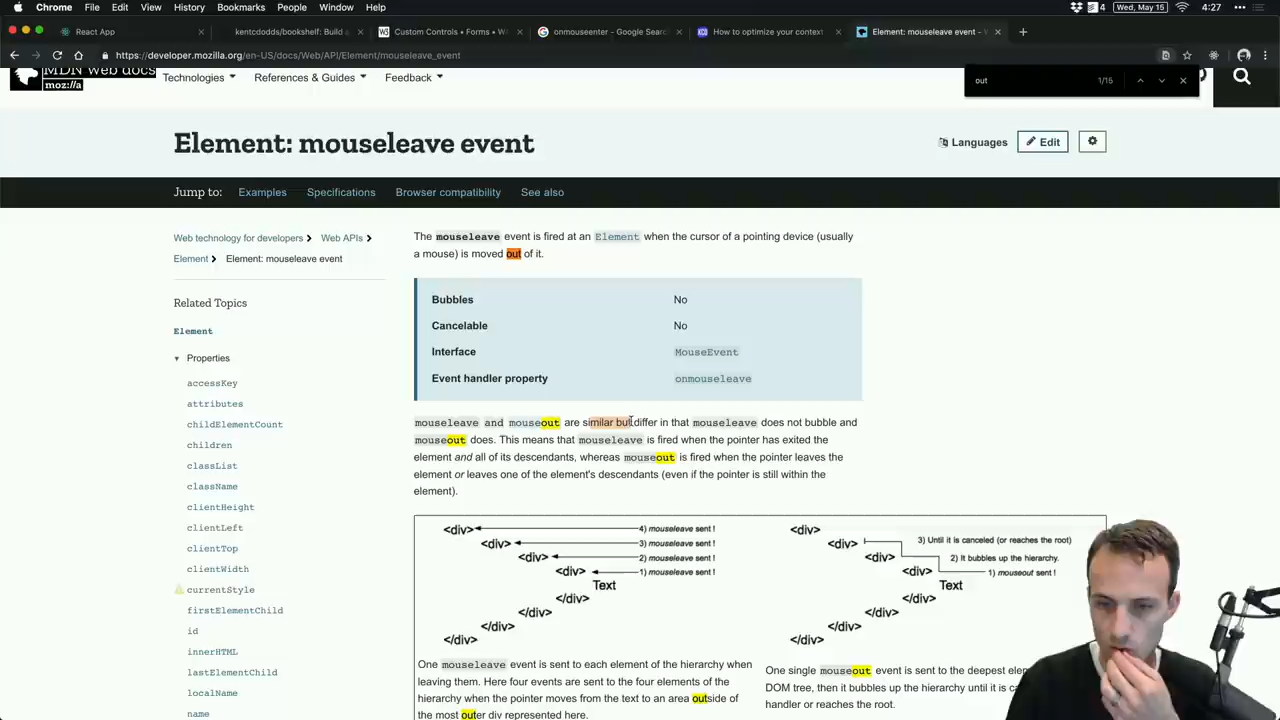 Chrome File Edit View History Bookmarks People Window Help
4 Wed, May 15 4:27
React App
kentcdodds/bookshelf: Build a
Custom Controls • Forms • W
onmouseenter - Google Searc
How to optimize your context
Element: mouseleave event -
https://developer.mozilla.org/en-US/docs/Web/API/Element/mouseleave_event
MDN web docs
moz://a
Technologies
References & Guides
Feedback
out
1/15
Element: mouseleave event
Languages
Edit
Jump to: Examples Specifications Browser compatibility See also
Web technology for developers Web APIs
Element Element: mouseleave event
Related Topics
Element
Properties
accessKey
attributes
childElementCount
children
classList
className
clientHeight
clientLeft
clientTop
clientWidth
currentStyle
firstElementChild
id
innerHTML
lastElementChild
localName
name
The mouseleave event is fired at an Element when the cursor of a pointing device (usually
a mouse) is moved out of it.
Bubbles No
Cancelable No
Interface MouseEvent
Event handler property onmouseleave
mouseleave and mouseout are similar but differ in that mouseleave does not bubble and
mouseout does. This means that mouseleave is fired when the pointer has exited the
element and all of its descendants, whereas mouseout is fired when the pointer leaves the
element or leaves one of the element's descendants (even if the pointer is still within the
element).
<div> 4) mouseleave sent !
<div> 3) mouseleave sent !
<div> 2) mouseleave sent !
<div> 1) mouseleave sent !
Text
</div>
</div>
</div>
</div>
One mouseleave event is sent to each element of the hierarchy when
leaving them. Here four events are sent to the four elements of the
hierarchy when the pointer moves from the text to an area outside of
the most outer div represented here.
<div>
<div> 3) Until it is canceled (or reaches the root)
<div> 2) It bubbles up the hierarchy.
<div> 1) mouseout sent !
Text
</div>
</div>
</div>
</div>
One single mouseout event is sent to the deepest
DOM tree, then it bubbles up the hierarchy until it is
handler or reaches the root.